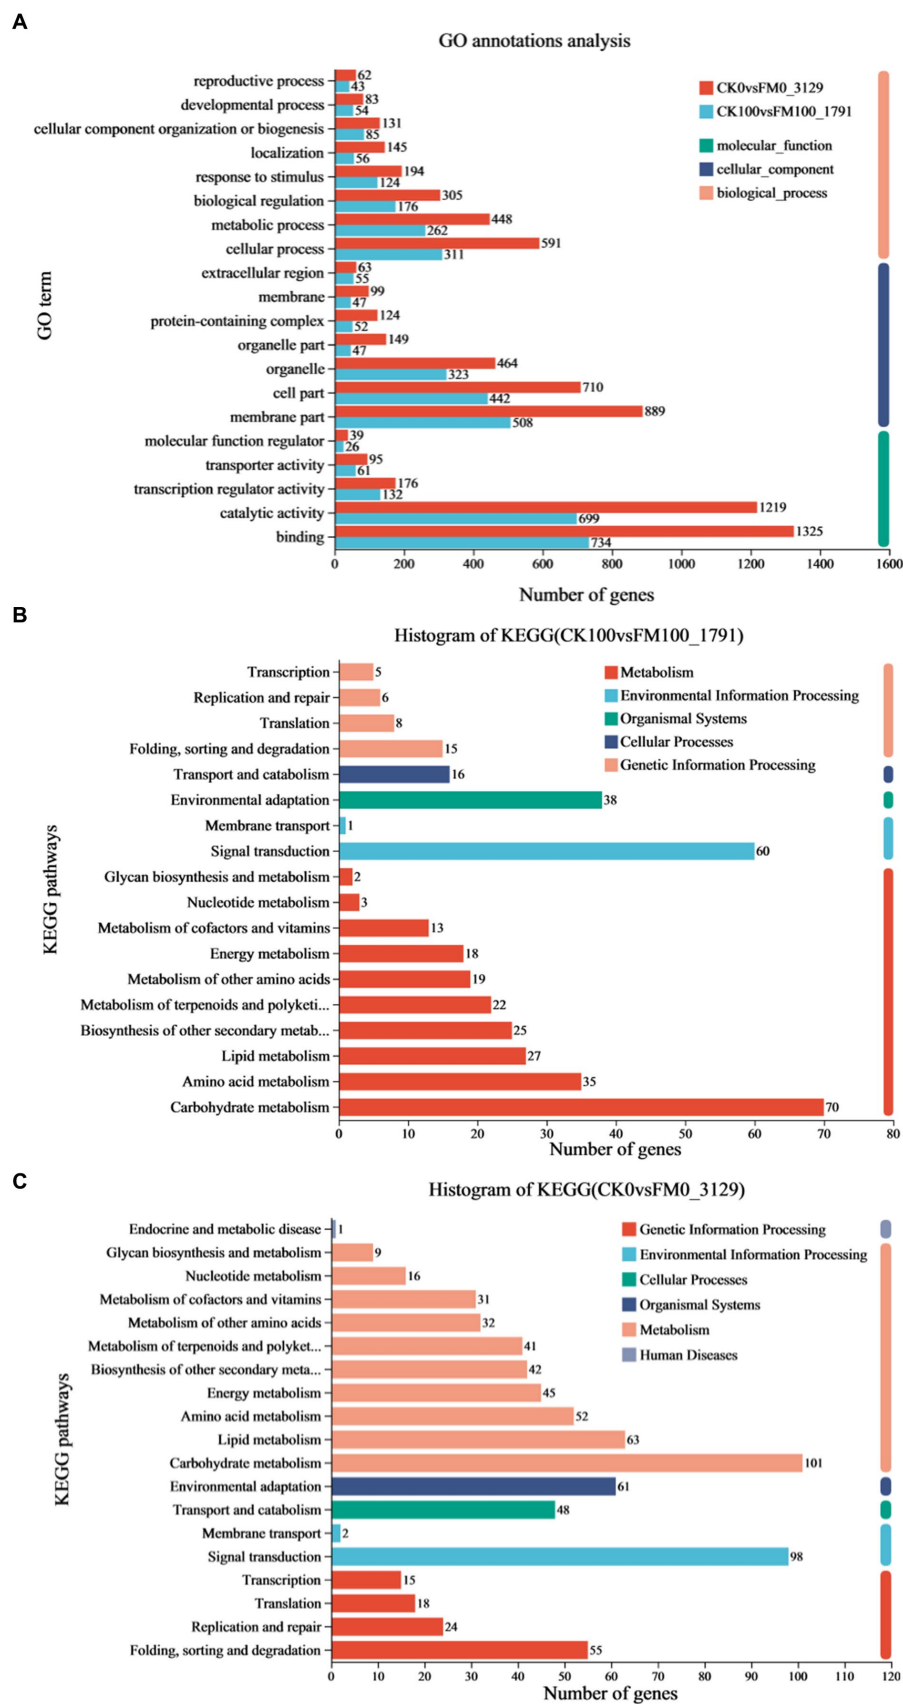 A
GO annotations analysis
reproductive process 62 43
developmental process 83 54
cellular component organization or biogenesis 131 85
localization 145 56
response to stimulus 194 124
biological regulation 305 176
metabolic process 448 262
cellular process 591 311
extracellular region 63 55
membrane 99 47
protein-containing complex 124 52
organelle part 149 47
organelle 464 323
cell part 710 442
membrane part 889 508
molecular function regulator 39 26
transporter activity 95 61
transcription regulator activity 176 132
catalytic activity 1219 699
binding 1325 734
GO term
CK0vsFM0_3129
CK100vsFM100_1791
molecular_function
cellular_component
biological_process
0 200 400 600 800 1000 1200 1400 1600
Number of genes
B
Histogram of KEGG(CK100vsFM100_1791)
Transcription 5
Replication and repair 6
Translation 8
Folding, sorting and degradation 15
Transport and catabolism 16
Environmental adaptation 38
Membrane transport 1
Signal transduction 60
Glycan biosynthesis and metabolism 2
Nucleotide metabolism 3
Metabolism of cofactors and vitamins 13
Energy metabolism 18
Metabolism of other amino acids 19
Metabolism of terpenoids and polyketi... 22
Biosynthesis of other secondary metab... 25
Lipid metabolism 27
Amino acid metabolism 35
Carbohydrate metabolism 70
KEGG pathways
Metabolism
Environmental Information Processing
Organismal Systems
Cellular Processes
Genetic Information Processing
0 10 20 30 40 50 60 70 80
Number of genes
C
Histogram of KEGG(CK0vsFM0_3129)
Endocrine and metabolic disease 1
Glycan biosynthesis and metabolism 9
Nucleotide metabolism 16
Metabolism of cofactors and vitamins 31
Metabolism of other amino acids 32
Metabolism of terpenoids and polyket... 41
Biosynthesis of other secondary meta... 42
Energy metabolism 45
Amino acid metabolism 52
Lipid metabolism 63
Carbohydrate metabolism 101
Environmental adaptation 61
Transport and catabolism 48
Membrane transport 2
Signal transduction 98
Transcription 15
Translation 18
Replication and repair 24
Folding, sorting and degradation 55
KEGG pathways
Genetic Information Processing
Environmental Information Processing
Cellular Processes
Organismal Systems
Metabolism
Human Diseases
0 10 20 30 40 50 60 70 80 90 100 110 120
Number of genes